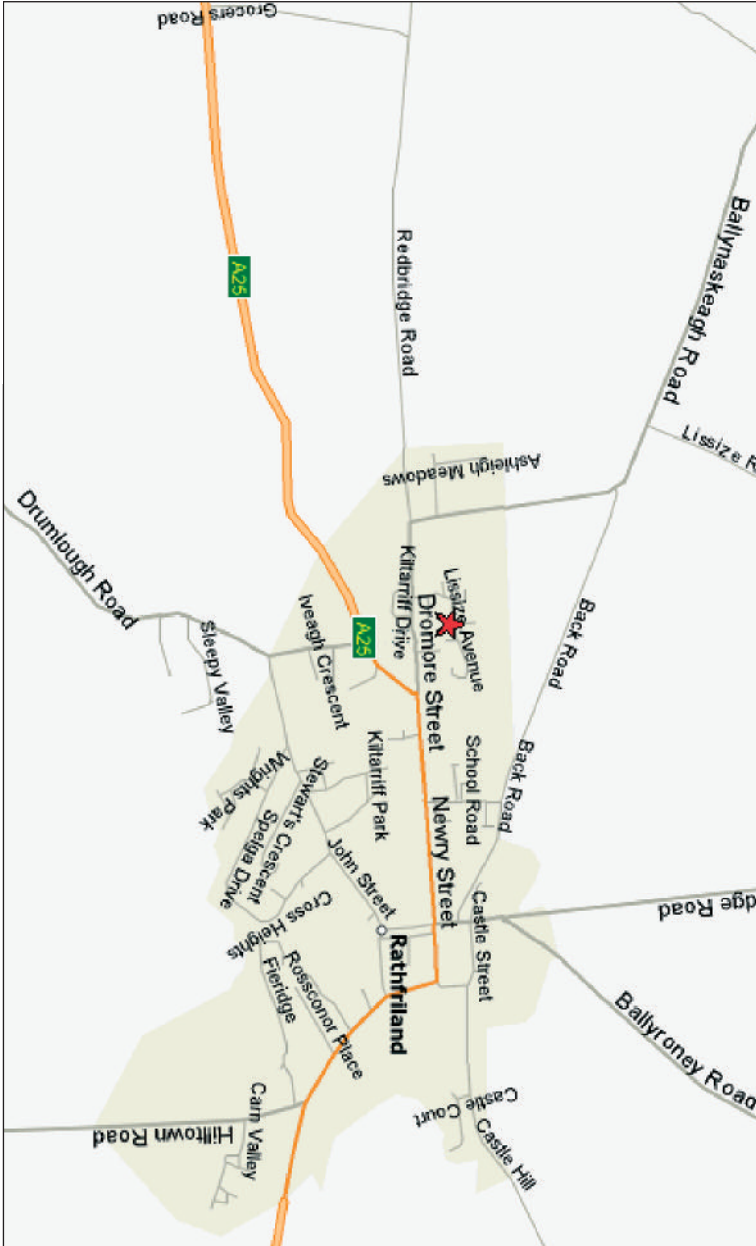 Grocers Road
Ballynaskeagh Road
A25
Redbridge Road
Lissize R
Ashleigh Meadows
Drumlough Road
Kiltarriff Drive
Lissize Avenue
Dromore Street
Back Road
A25
Iveagh Crescent
Sleepy Valley
School Road
Back Road
Kiltarriff Park
Newry Street
Stewart's Crescent
Wrights Park
Spelga Drive
John Street
Castle Street
dge Road
Cross Heights
Rathfriland
Rossconor Place
Fieridge
Ballyroney Road
Castle Court
Castle Hill
Carn Valley
Hilltown Road